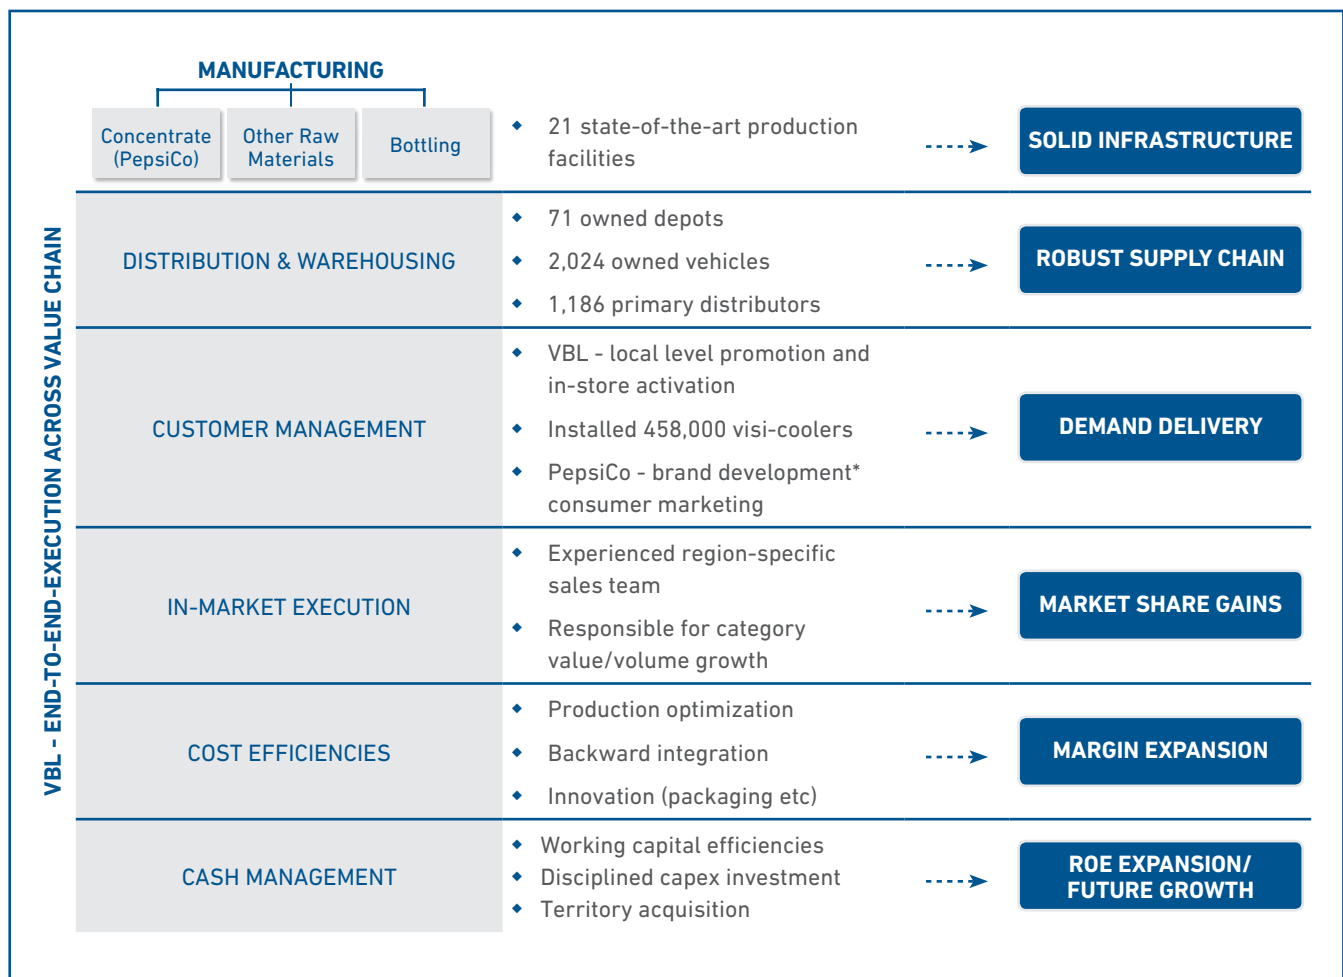 VBL - END-TO-END-EXECUTION ACROSS VALUE CHAIN
MANUFACTURING
Concentrate
(PepsiCo)
Other Raw
Materials
Bottling
21 state-of-the-art production
facilities
SOLID INFRASTRUCTURE
DISTRIBUTION & WAREHOUSING
71 owned depots
2,024 owned vehicles
1,186 primary distributors
ROBUST SUPPLY CHAIN
CUSTOMER MANAGEMENT
VBL - local level promotion and
in-store activation
Installed 458,000 visi-coolers
PepsiCo - brand development*
consumer marketing
DEMAND DELIVERY
IN-MARKET EXECUTION
Experienced region-specific
sales team
Responsible for category
value/volume growth
MARKET SHARE GAINS
COST EFFICIENCIES
Production optimization
Backward integration
Innovation (packaging etc)
MARGIN EXPANSION
CASH MANAGEMENT
Working capital efficiencies
Disciplined capex investment
Territory acquisition
ROE EXPANSION/
FUTURE GROWTH